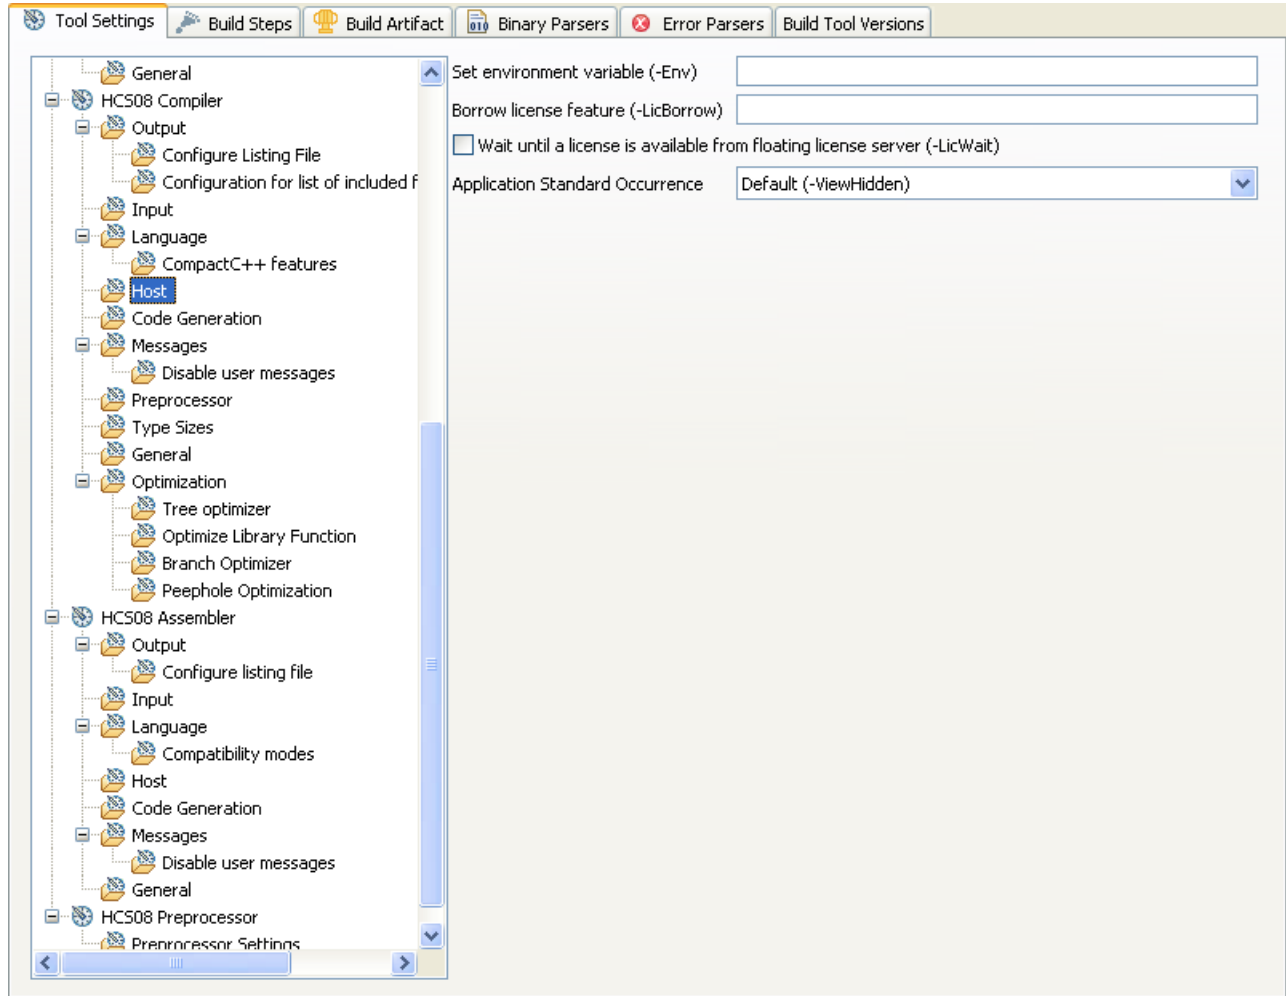 Tool Settings
Build Steps
Build Artifact
Binary Parsers
Error Parsers
Build Tool Versions
General
HCS08 Compiler
Output
Configure Listing File
Configuration for list of included f
Input
Language
CompactC++ features
Host
Code Generation
Messages
Disable user messages
Preprocessor
Type Sizes
General
Optimization
Tree optimizer
Optimize Library Function
Branch Optimizer
Peephole Optimization
HCS08 Assembler
Output
Configure listing file
Input
Language
Compatibility modes
Host
Code Generation
Messages
Disable user messages
General
HCS08 Preprocessor
Preprocessor Settings
Set environment variable (-Env)
Borrow license feature (-LicBorrow)
Wait until a license is available from floating license server (-LicWait)
Application Standard Occurrence
Default (-ViewHidden)